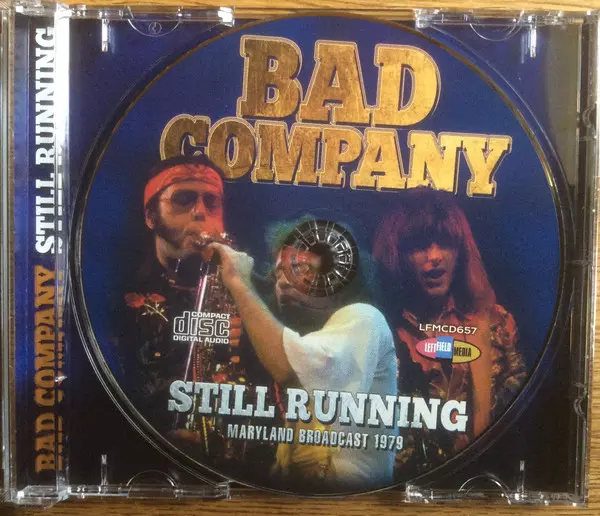 BAD COMPANY STILL RUNNING
BAD
COMPANY
COMPACT
disc
DIGITAL AUDIO
LFMCD657
LEFT FIELD MEDIA
STILL RUNNING
MARYLAND BROADCAST 1979